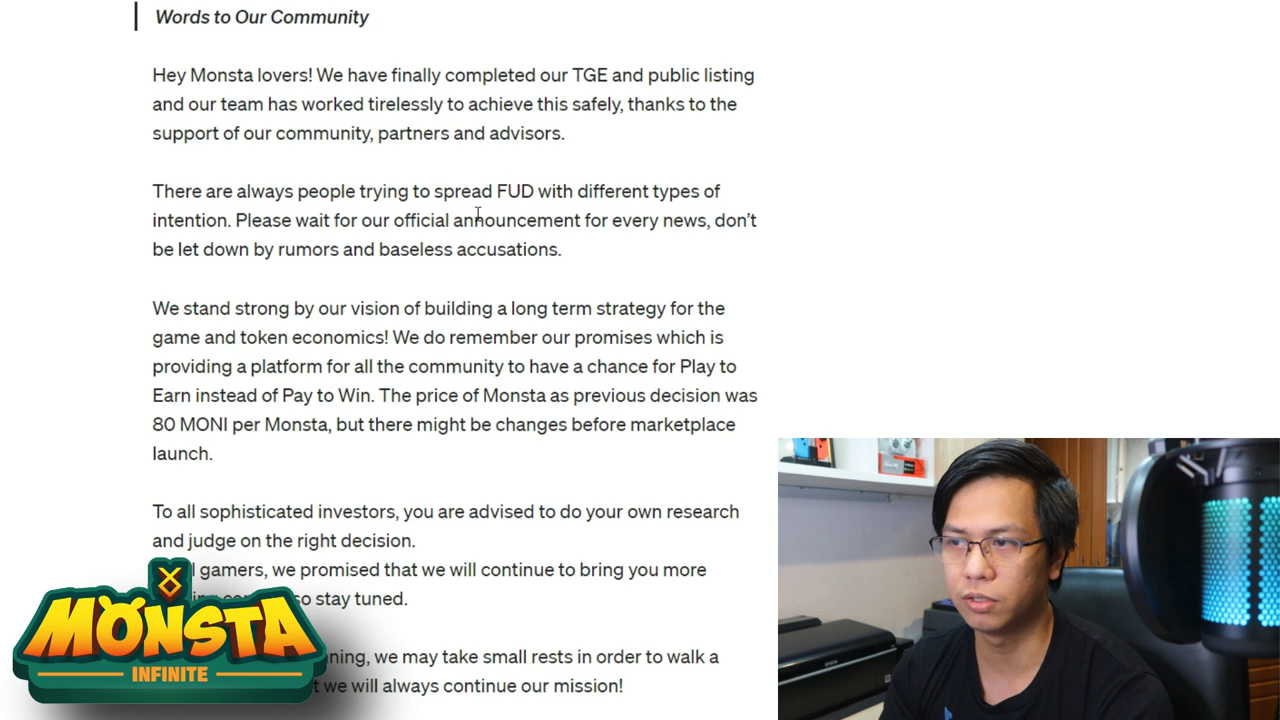 Words to Our Community
Hey Monsta lovers! We have finally completed our TGE and public listing
and our team has worked tirelessly to achieve this safely, thanks to the
support of our community, partners and advisors.
There are always people trying to spread FUD with different types of
intention. Please wait for our official announcement for every news, don't
be let down by rumors and baseless accusations.
We stand strong by our vision of building a long term strategy for the
game and token economics! We do remember our promises which is
providing a platform for all the community to have a chance for Play to
Earn instead of Pay to Win. The price of Monsta as previous decision was
80 MONI per Monsta, but there might be changes before marketplace
launch.
To all sophisticated investors, you are advised to do your own research
and judge on the right decision.
gamers, we promised that we will continue to bring you more
so stay tuned.
we may take small rests in order to walk a
we will always continue our mission!
MONSTA
INFINITE
EPSON